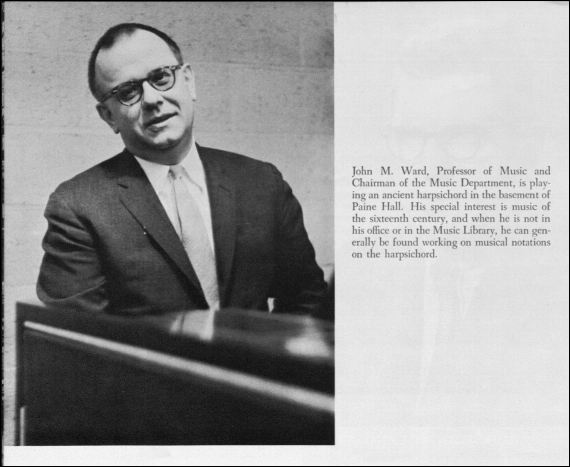 John M. Ward, Professor of Music and
Chairman of the Music Department, is play-
ing an ancient harpsichord in the basement of
Paine Hall. His special interest is music of
the sixteenth century, and when he is not in
his office or in the Music Library, he can gen-
erally be found working on musical notations
on the harpsichord.